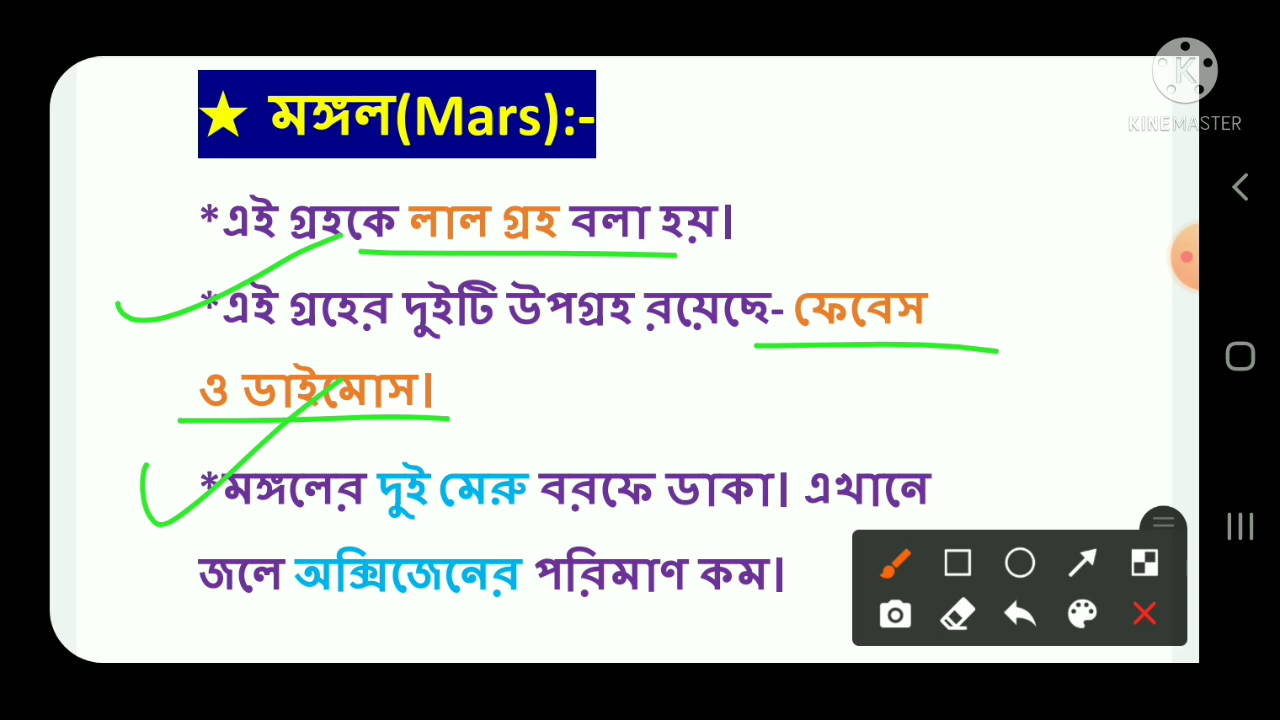 ★ মঙ্গল(Mars):-
KINEMASTER
*এই গ্রহকে লাল গ্রহ বলা হয়।
*এই গ্রহের দুইটি উপগ্রহ রয়েছে- ফেবেস
ও ডাইমোস।
*মঙ্গলের দুই মেরু বরফে ডাকা। এখানে
জলে অক্সিজেনের পরিমাণ কম।